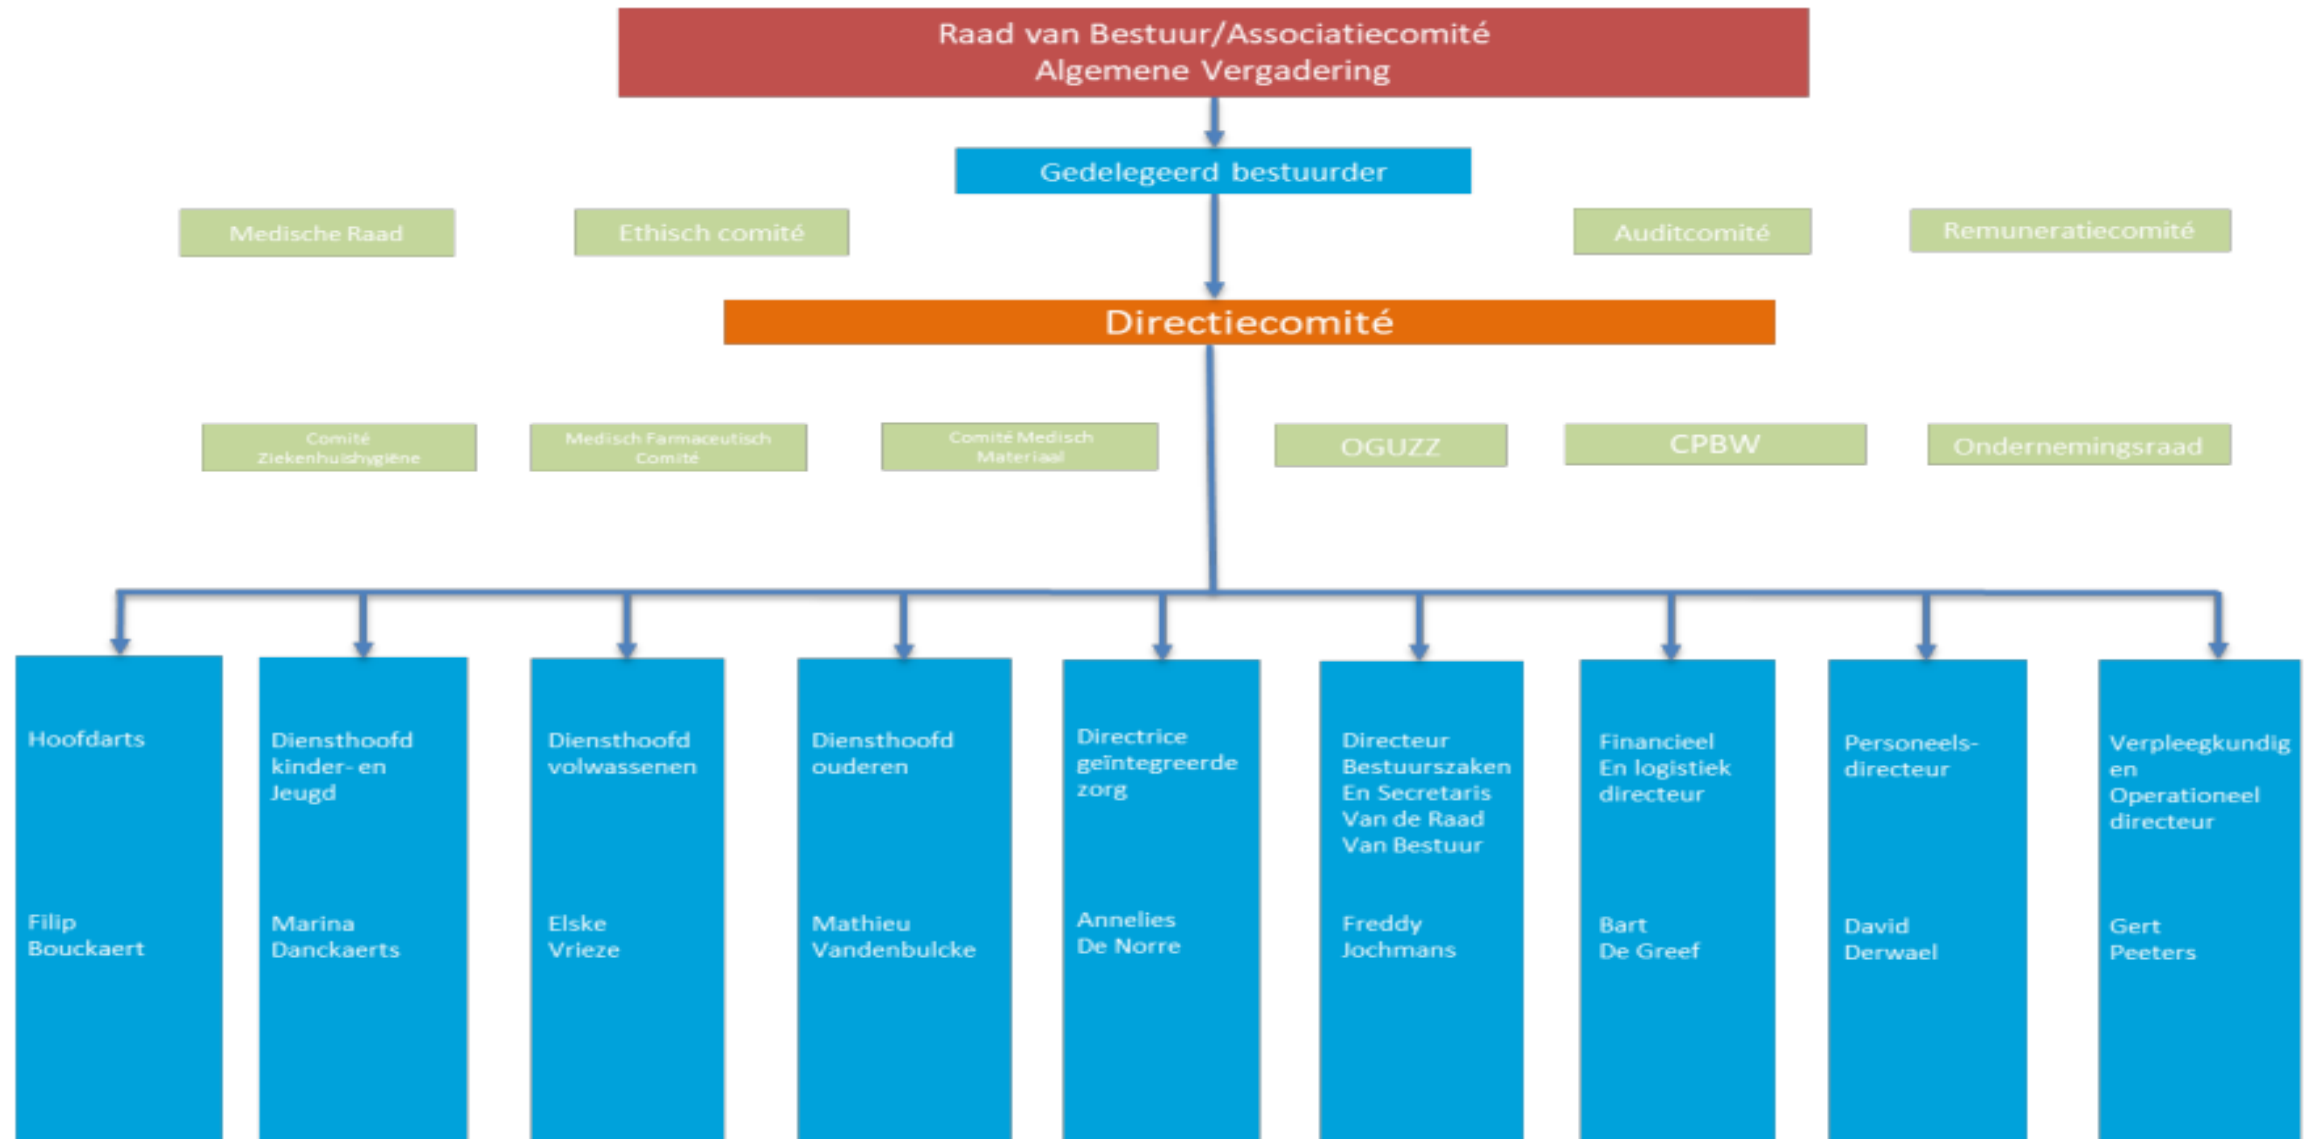 Raad van Bestuur/Associatiecomité
Algemene Vergadering
Gedelegeerd bestuurder
Medische Raad
Ethisch comité
Auditcomité
Remuneratiecomité
Directiecomité
Comité
Ziekenhuishygiëne
Medisch Farmaceutisch
Comité
Comité Medisch
Materiaal
OGUZZ
CPBW
Ondernemingsraad
Hoofdarts
Filip
Bouckaert
Diensthoofd
kinder- en
Jeugd
Marina
Danckaerts
Diensthoofd
volwassenen
Elske
Vrieze
Diensthoofd
ouderen
Mathieu
Vandenbulcke
Directrice
geïntegreerde
zorg
Annelies
De Norre
Directeur
Bestuurszaken
En Secretaris
Van de Raad
Van Bestuur
Freddy
Jochmans
Financieel
En logistiek
directeur
Bart
De Greef
Personeels-
directeur
David
Derwael
Verpleegkundig
en
Operationeel
directeur
Gert
Peeters